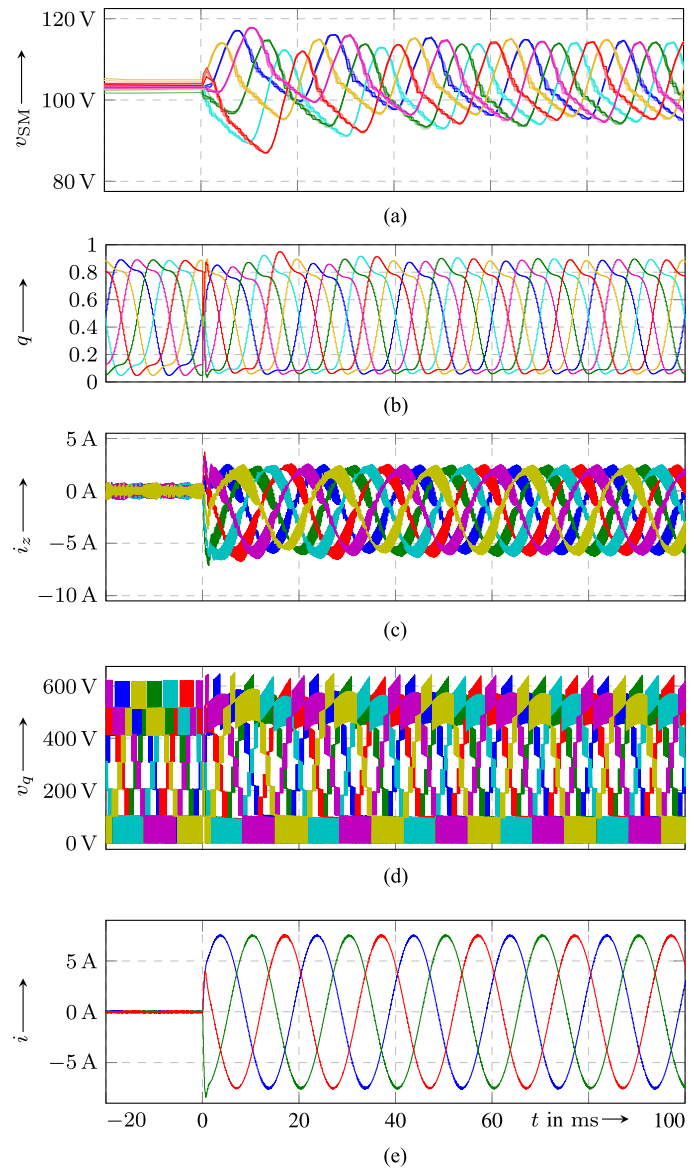 120 V
100 V
80 V
v_SM
(a)
1
0.8
0.6
0.4
0.2
0
q
(b)
5 A
0 A
−5 A
−10 A
i_z
(c)
600 V
400 V
200 V
0 V
v_q
(d)
5 A
0 A
−5 A
i
−20 0 20 40 60 t in ms 100
(e)